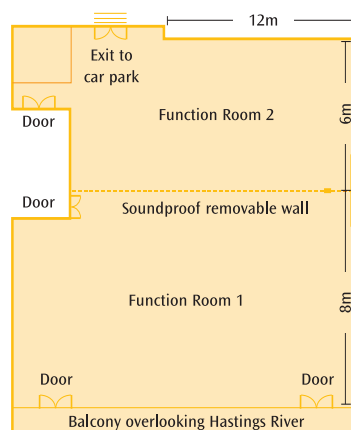 12m
Exit to
car park
Door
Function Room 2
6m
Door
Soundproof removable wall
Function Room 1
8m
Door
Door
Balcony overlooking Hastings River